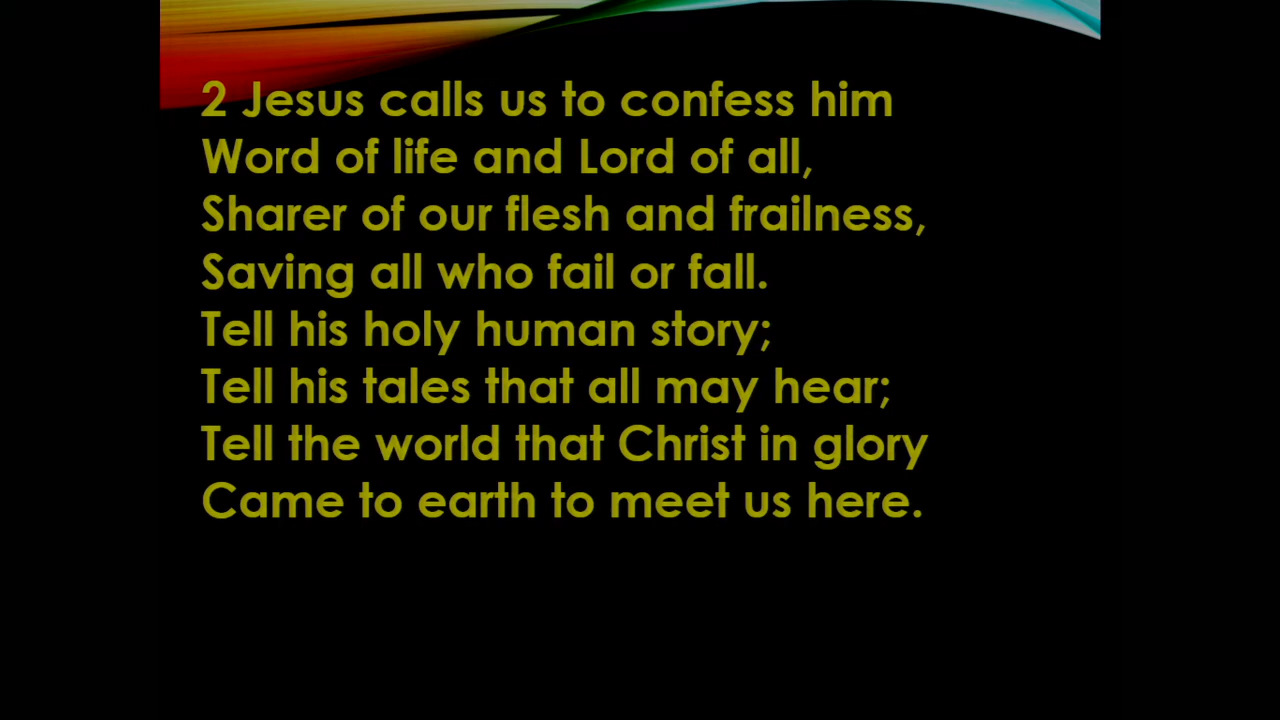 2 Jesus calls us to confess him
Word of life and Lord of all,
Sharer of our flesh and frailness,
Saving all who fail or fall.
Tell his holy human story;
Tell his tales that all may hear;
Tell the world that Christ in glory
Came to earth to meet us here.